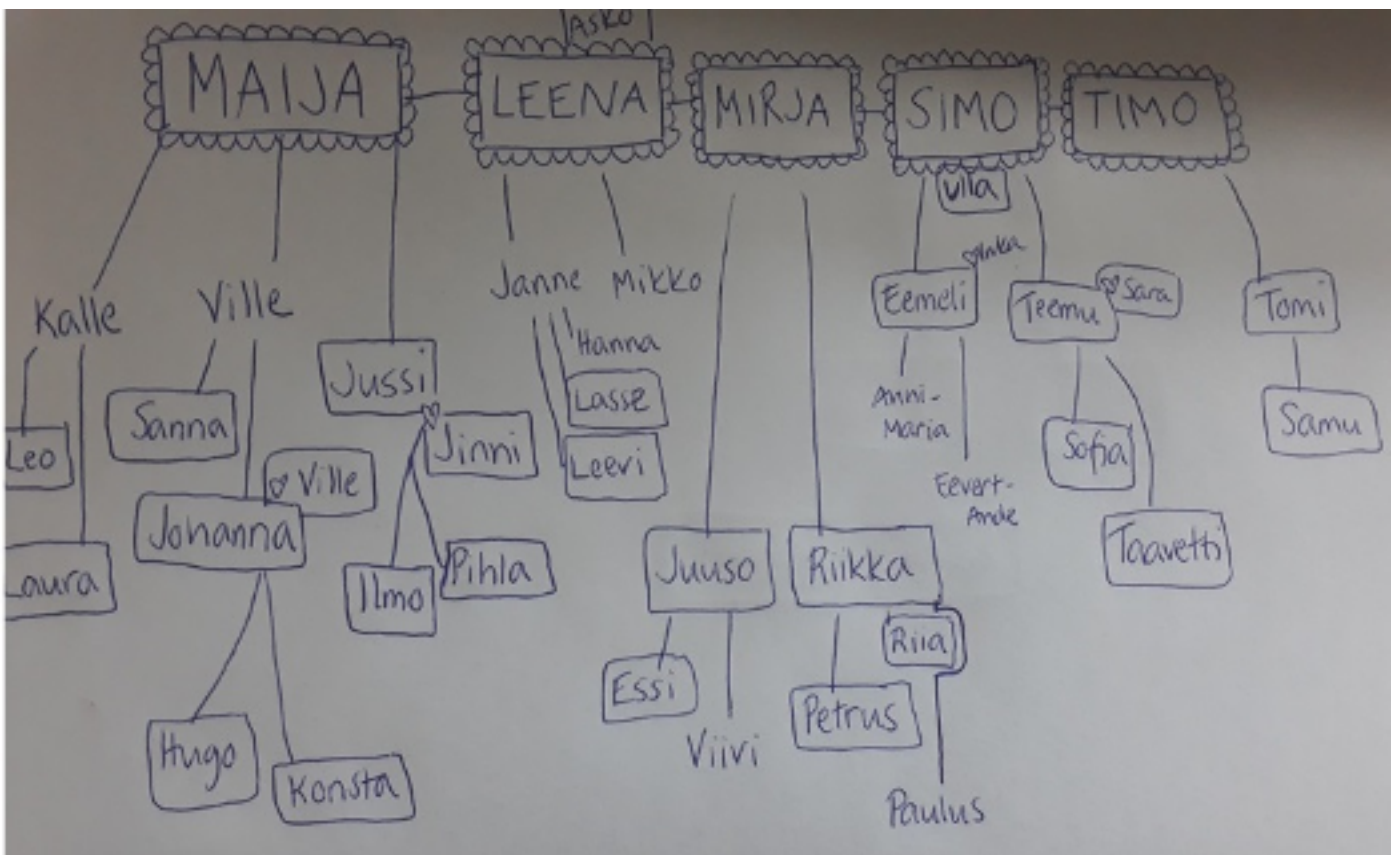 ASKO
MAIJA
LEENA
MIRJA
SIMO
TIMO
Ulla
Inka
Janne
Mikko
Kalle
Ville
Eemeli
Teemu
Sara
Tomi
Hanna
Jussi
Lasse
Anni-
Maria
Samu
Sanna
Leo
Jinni
Leevi
Sofia
Ville
Eevert-
Johanna
Taavetti
Laura
Ilmo
Pihla
Juuso
Riikka
Riia
Essi
Petrus
Hugo
Viivi
Konsta
Paulus